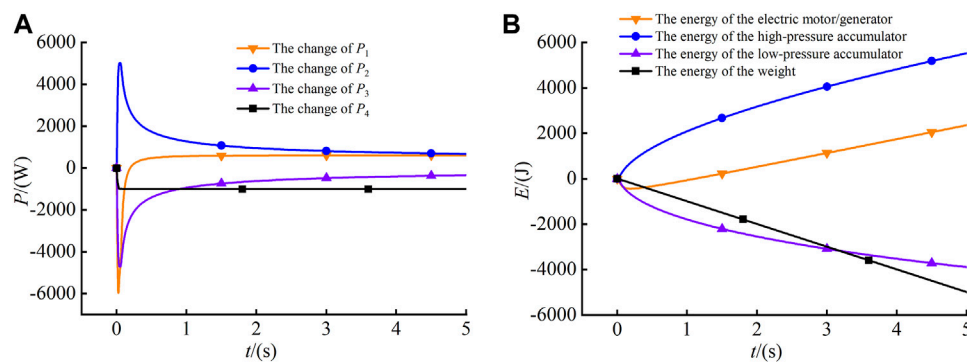 A
6000
4000
2000
0
-2000
-4000
-6000
P/(W)
The change of P1
The change of P2
The change of P3
The change of P4
0 1 2 3 4 5
t/(s)
B
6000
4000
2000
0
-2000
-4000
-6000
E/(J)
The energy of the electric motor/generator
The energy of the high-pressure accumulator
The energy of the low-pressure accumulator
The energy of the weight
0 1 2 3 4 5
t/(s)